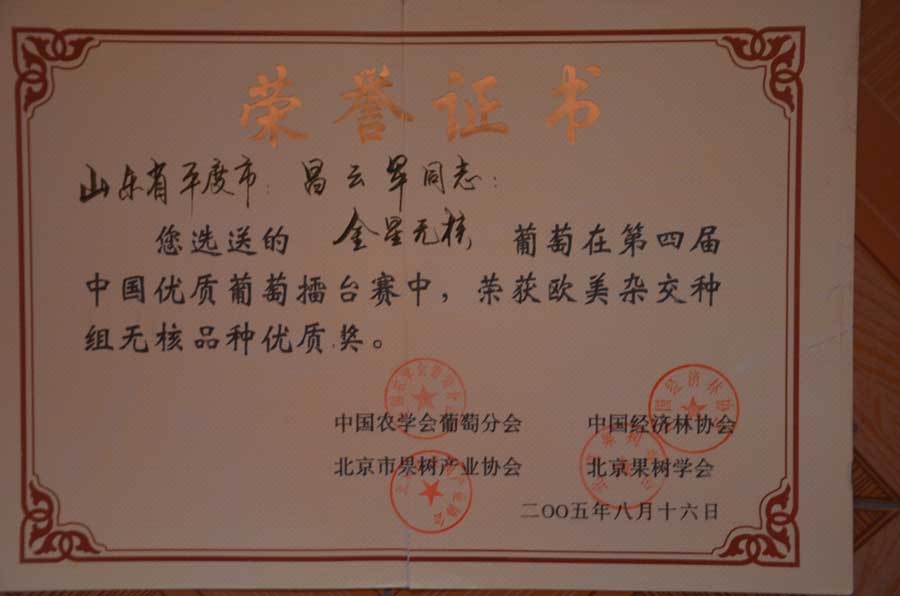 荣誉证书
山东省平度市：昌云军同志：
您选送的 金星无核 葡萄在第四届
中国优质葡萄擂台赛中，荣获欧美杂交种
组无核品种优质奖。
中国农学会葡萄分会 中国经济林协会
北京市果树产业协会 北京果树学会
二〇〇五年八月十六日